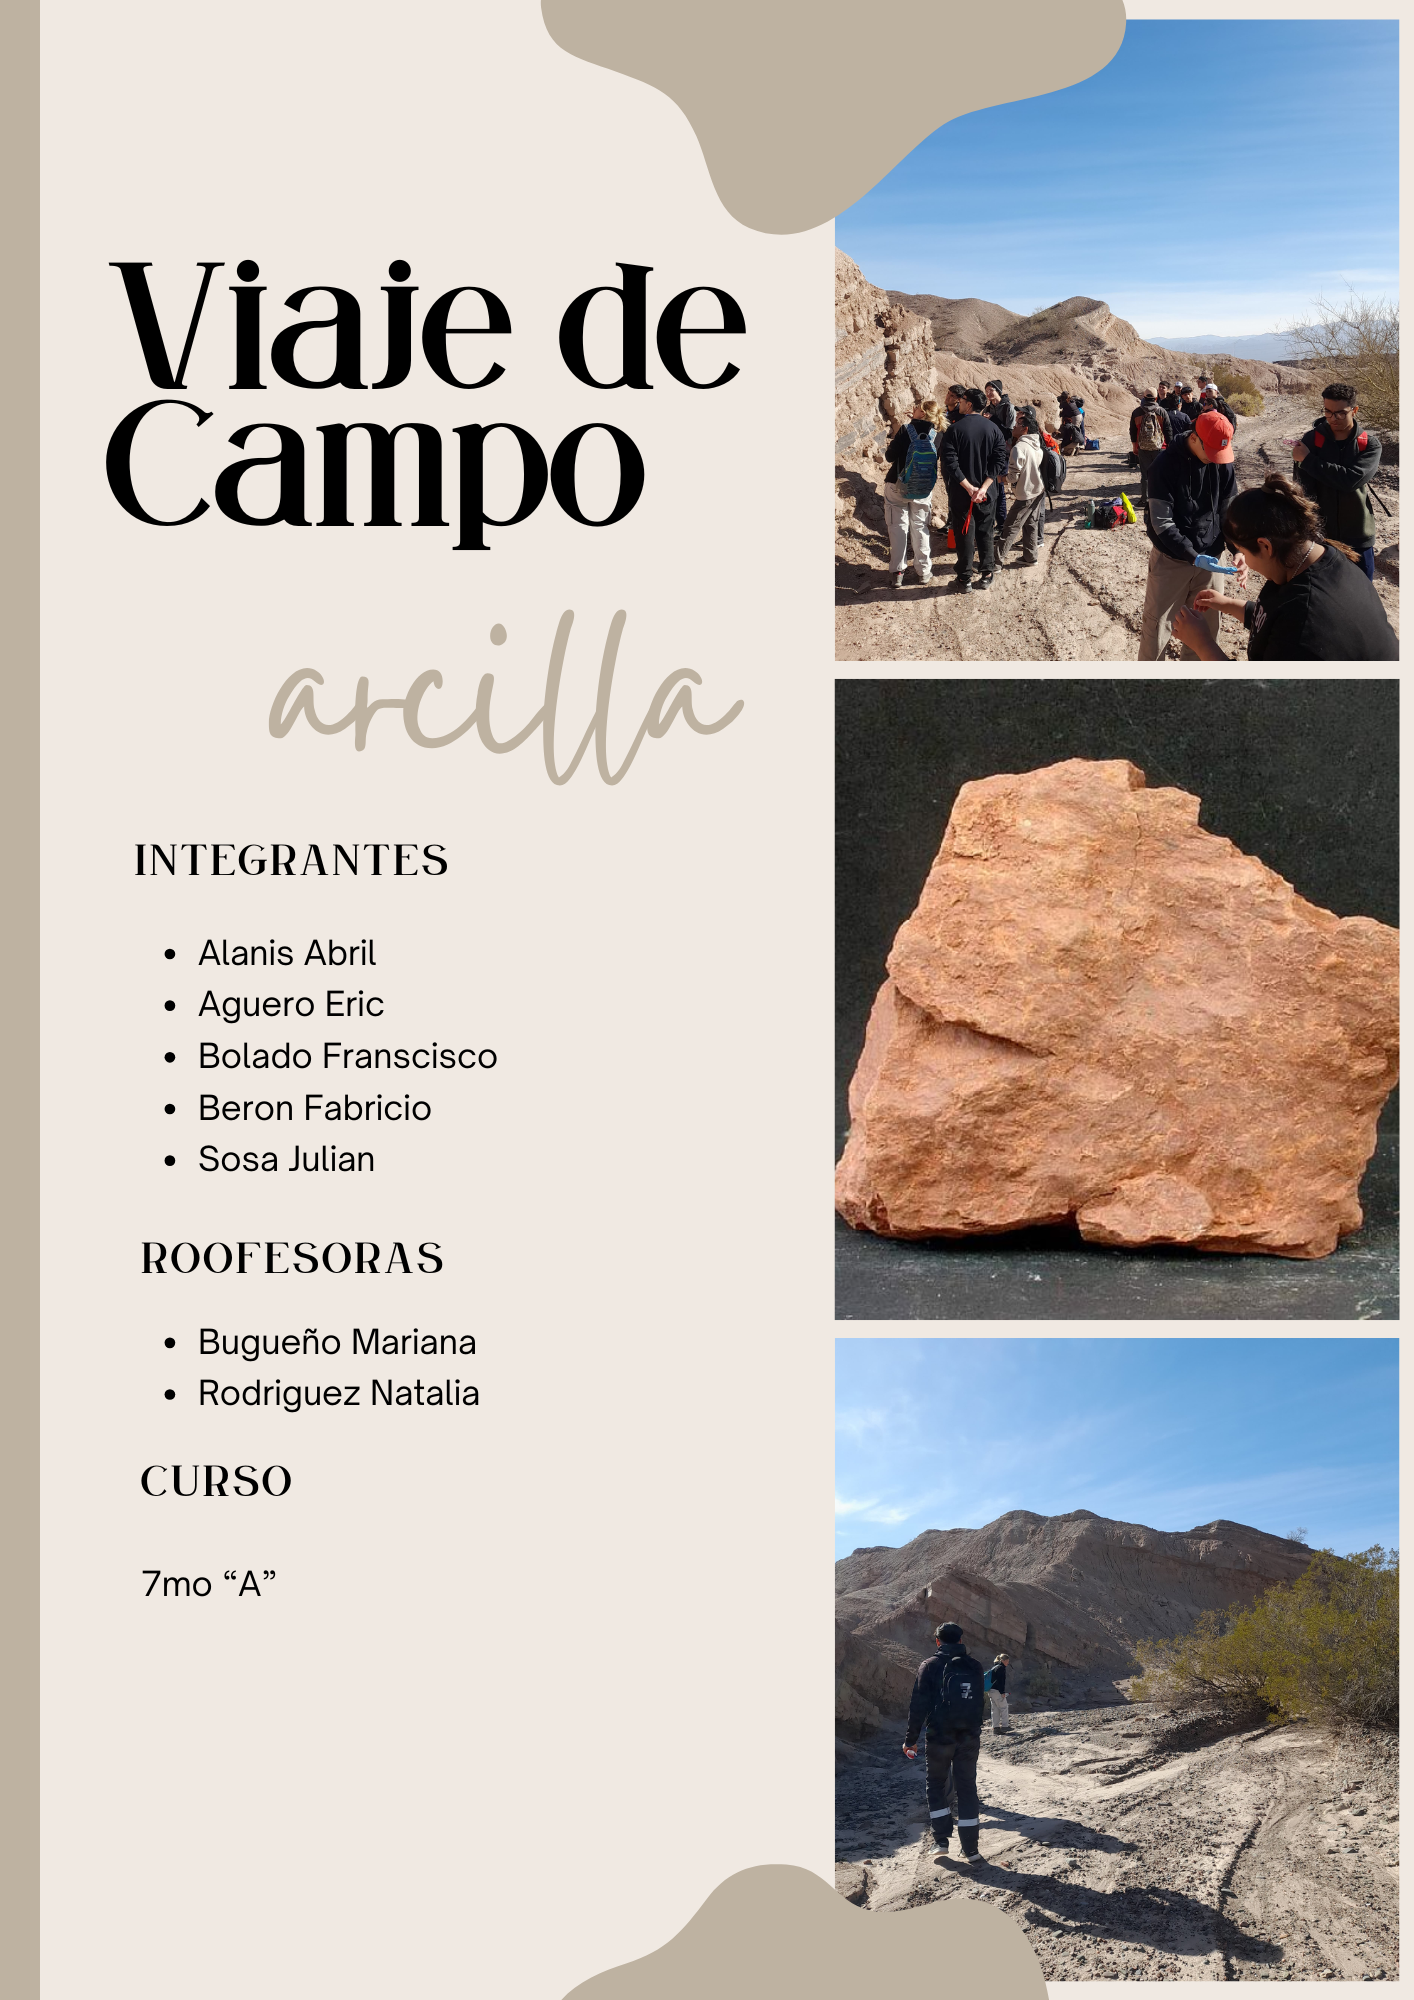 Viaje de
Campo
arcilla
INTEGRANTES
• Alanis Abril
• Aguero Eric
• Bolado Franscisco
• Beron Fabricio
• Sosa Julian
ROOFESORAS
• Bugueño Mariana
• Rodriguez Natalia
CURSO
7mo “A”